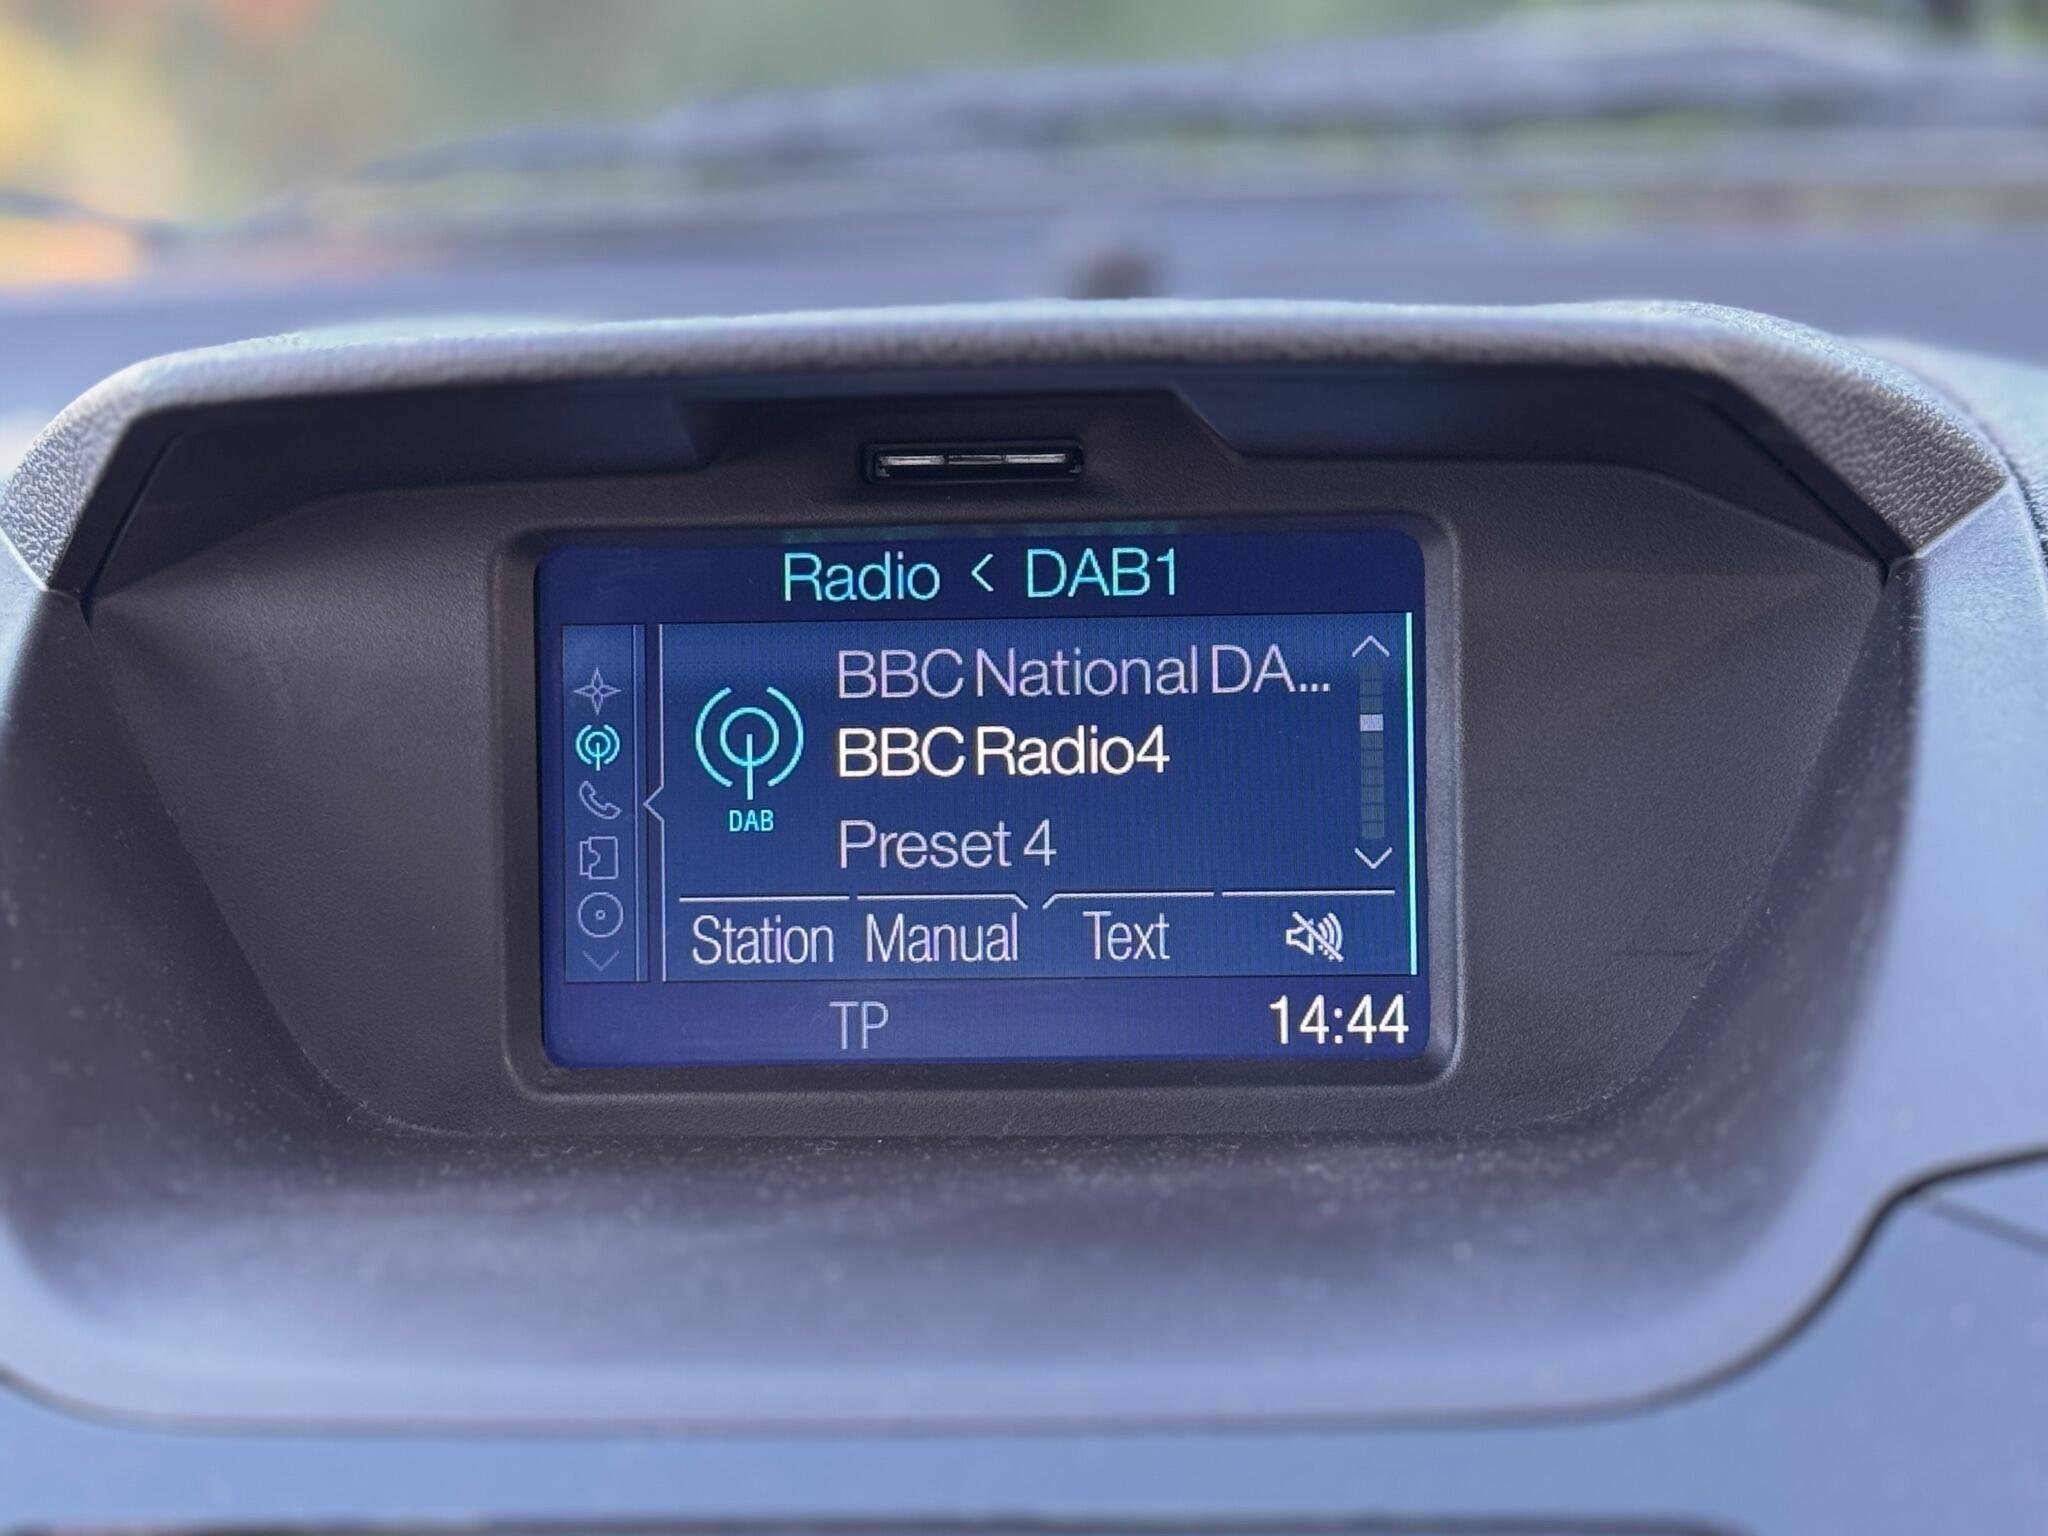 Radio < DAB1
BBC National DA...
BBC Radio4
DAB
Preset 4
Station Manual Text
TP 14:44